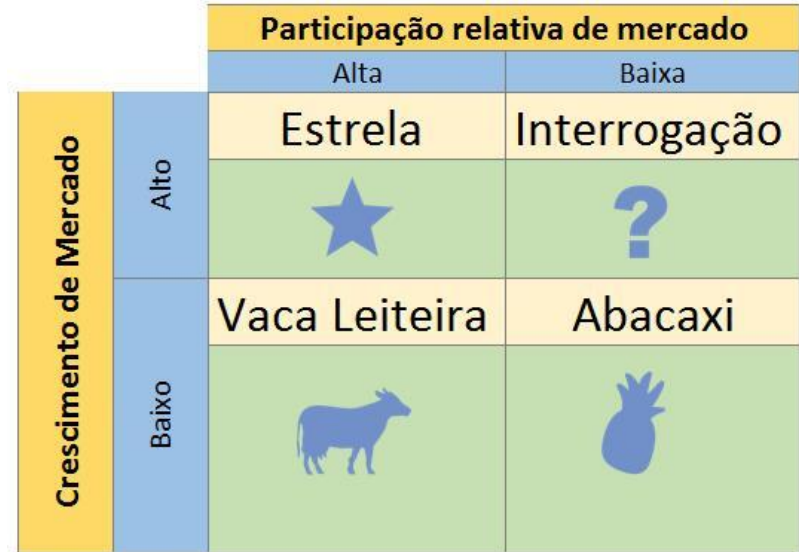 Participação relativa de mercado
Alta Baixa
Crescimento de Mercado
Alto
Estrela Interrogação
?
Baixo
Vaca Leiteira Abacaxi